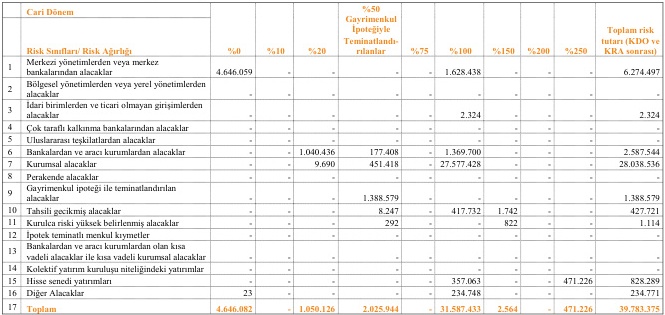 Cari Dönem
Risk Sınıfları/ Risk Ağırlığı %0 %10 %20 %50 Gayrimenkul İpoteğiyle Teminatlandı-rılanlar %75 %100 %150 %200 %250 Toplam risk tutarı (KDO ve KRA sonrası)
1 Merkezi yönetimlerden veya merkez bankalarından alacaklar 4.646.059 - - - - 1.628.438 - - - 6.274.497
2 Bölgesel yönetimlerden veya yerel yönetimlerden alacaklar - - - - - - - - - -
3 İdari birimlerden ve ticari olmayan girişimlerden alacaklar - - - - - 2.324 - - - 2.324
4 Çok taraflı kalkınma bankalarından alacaklar - - - - - - - - - -
5 Uluslararası teşkilatlardan alacaklar - - - - - - - - - -
6 Bankalardan ve aracı kurumlardan alacaklar - - 1.040.436 177.408 - 1.369.700 - - - 2.587.544
7 Kurumsal alacaklar - - 9.690 451.418 - 27.577.428 - - - 28.038.536
8 Perakende alacaklar - - - - - - - - - -
9 Gayrimenkul ipoteği ile teminatlandırılan alacaklar - - - 1.388.579 - - - - - 1.388.579
10 Tahsili gecikmiş alacaklar - - - 8.247 - 417.732 1.742 - - 427.721
11 Kurulca riski yüksek belirlenmiş alacaklar - - - 292 - - 822 - - 1.114
12 İpotek teminatlı menkul kıymetler - - - - - - - - - -
13 Bankalardan ve aracı kurumlardan olan kısa vadeli alacaklar ile kısa vadeli kurumsal alacaklar - - - - - - - - - -
14 Kolektif yatırım kuruluşu niteliğindeki yatırımlar - - - - - - - - - -
15 Hisse senedi yatırımları - - - - - 357.063 - - 471.226 828.289
16 Diğer Alacaklar 23 - - - - 234.748 - - - 234.771
17 Toplam 4.646.082 - 1.050.126 2.025.944 - 31.587.433 2.564 - 471.226 39.783.375